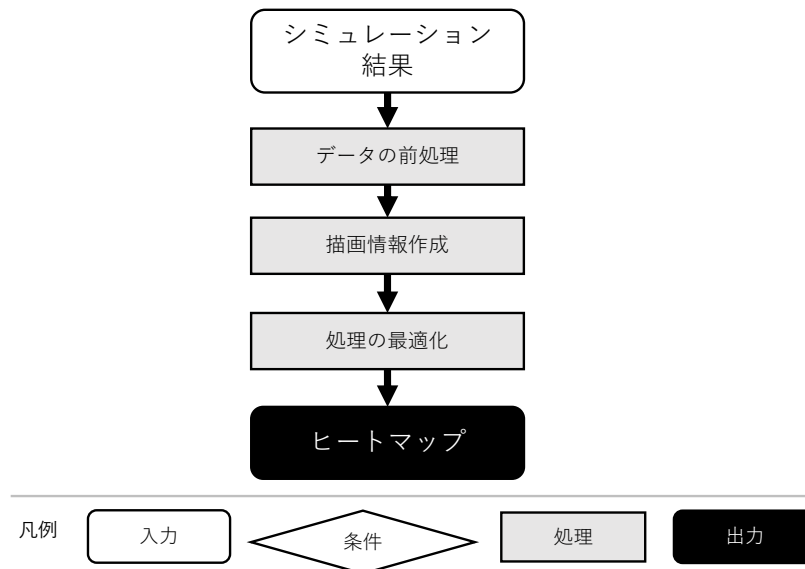 シミュレーション
結果
データの前処理
描画情報作成
処理の最適化
ヒートマップ
凡例
入力
条件
処理
出力